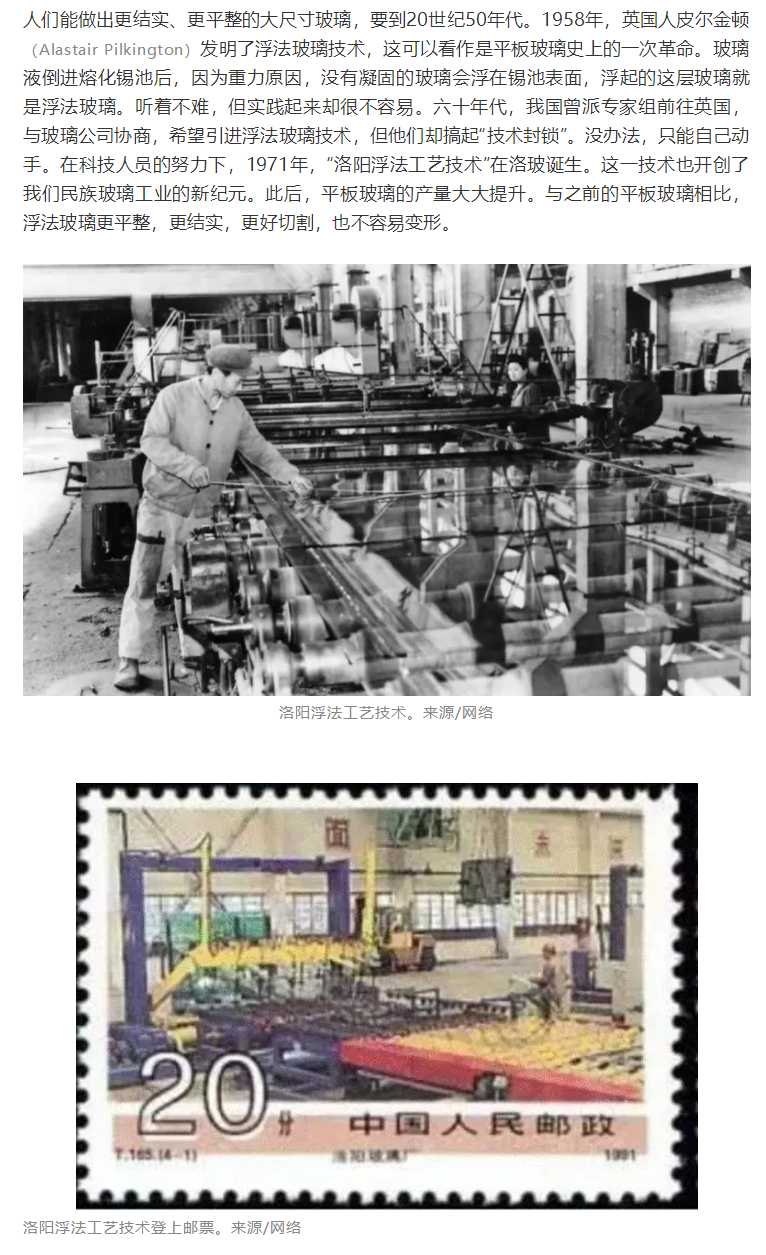 人们能做出更结实、更平整的大尺寸玻璃，要到20世纪50年代。1958年，英国人皮尔金顿
（Alastair Pilkington）发明了浮法玻璃技术，这可以看作是平板玻璃史上的一次革命。玻璃
液倒进熔化锡池后，因为重力原因，没有凝固的玻璃会浮在锡池表面，浮起的这层玻璃就
是浮法玻璃。听着不难，但实践起来却很不容易。六十年代，我国曾派专家组前往英国，
与玻璃公司协商，希望引进浮法玻璃技术，但他们却搞起“技术封锁”。没办法，只能自己动
手。在科技人员的努力下，1971年，“洛阳浮法工艺技术”在洛玻诞生。这一技术也开创了
我们民族玻璃工业的新纪元。此后，平板玻璃的产量大大提升。与之前的平板玻璃相比，
浮法玻璃更平整，更结实，更好切割，也不容易变形。
洛阳浮法工艺技术。来源/网络
面
20分 中国人民邮政
T.165.(4-1) 洛阳玻璃厂 1991
洛阳浮法工艺技术登上邮票。来源/网络